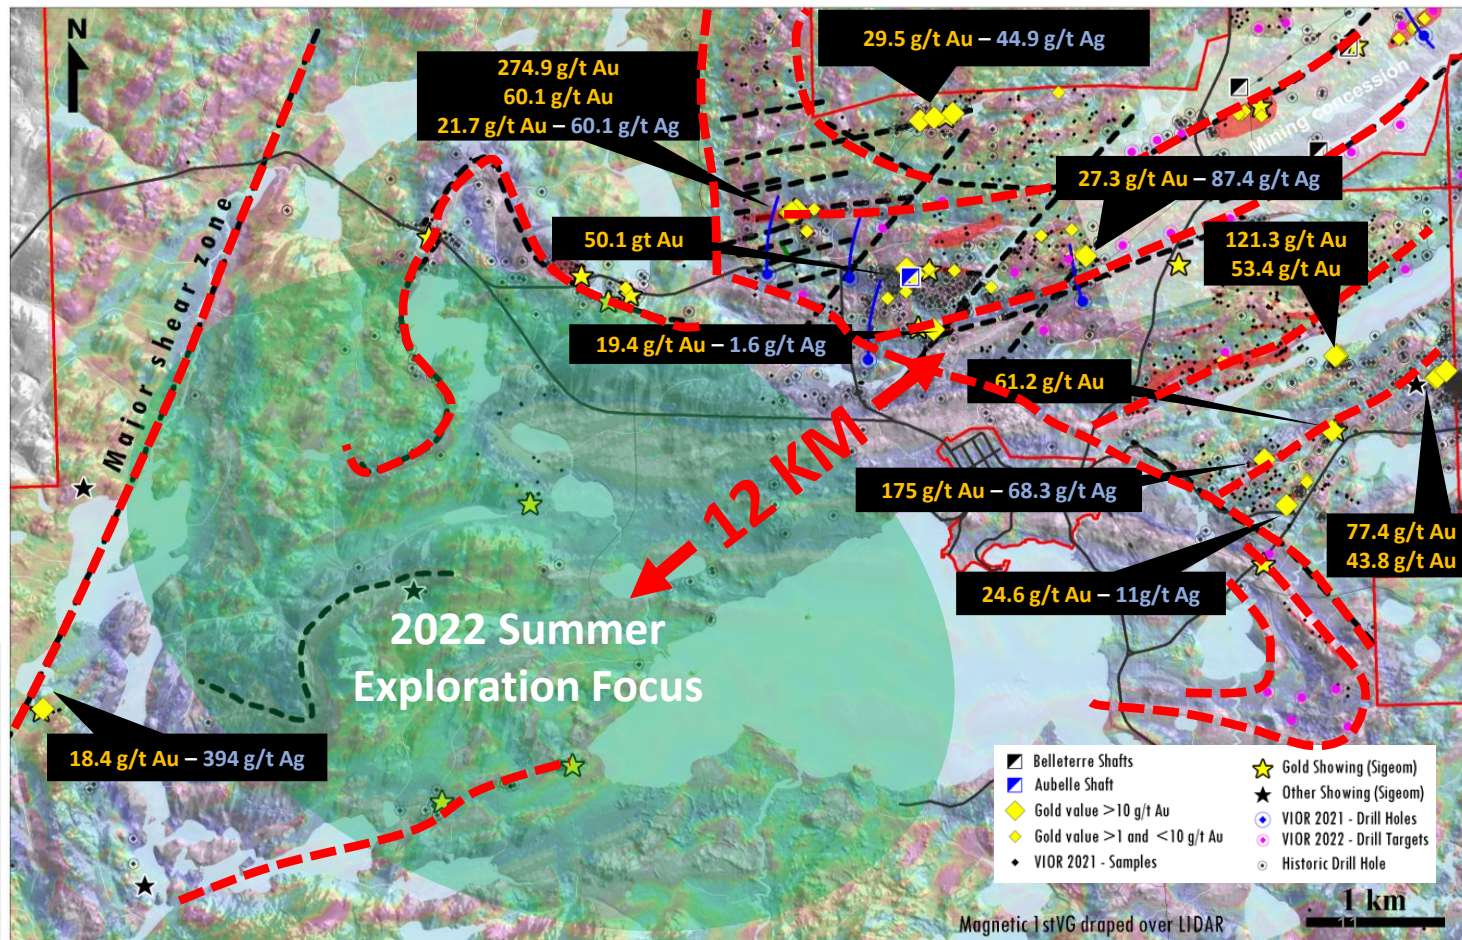 N
29.5 g/t Au – 44.9 g/t Ag
274.9 g/t Au
60.1 g/t Au
21.7 g/t Au – 60.1 g/t Ag
Mining concession
27.3 g/t Au – 87.4 g/t Ag
Major shear zone
50.1 gt Au
121.3 g/t Au
53.4 g/t Au
19.4 g/t Au – 1.6 g/t Ag
61.2 g/t Au
12 KM
175 g/t Au – 68.3 g/t Ag
77.4 g/t Au
43.8 g/t Au
24.6 g/t Au – 11g/t Ag
2022 Summer
Exploration Focus
18.4 g/t Au – 394 g/t Ag
Belleterre Shafts
Aubelle Shaft
Gold value >10 g/t Au
Gold value >1 and <10 g/t Au
VIOR 2021 - Samples
Gold Showing (Sigeom)
Other Showing (Sigeom)
VIOR 2021 - Drill Holes
VIOR 2022 - Drill Targets
Historic Drill Hole
1 km
Magnetic 1stVG draped over LIDAR